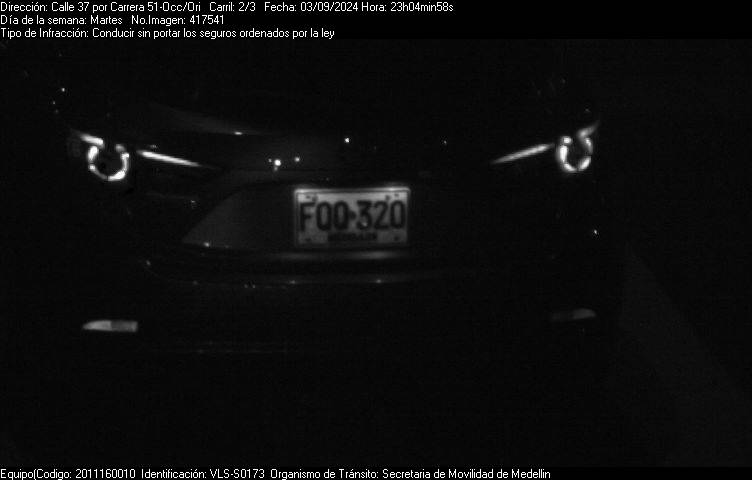 Dirección: Calle 37 por Carrera 51-Occ/Ori   Carril: 2/3   Fecha: 03/09/2024 Hora: 23h04min58s
Día de la semana: Martes   No.Imagen: 417541
Tipo de Infracción: Conducir sin portar los seguros ordenados por la ley
FOO·320
Equipo(Codigo: 2011160010  Identificación: VLS-S0173  Organismo de Tránsito: Secretaria de Movilidad de Medellin